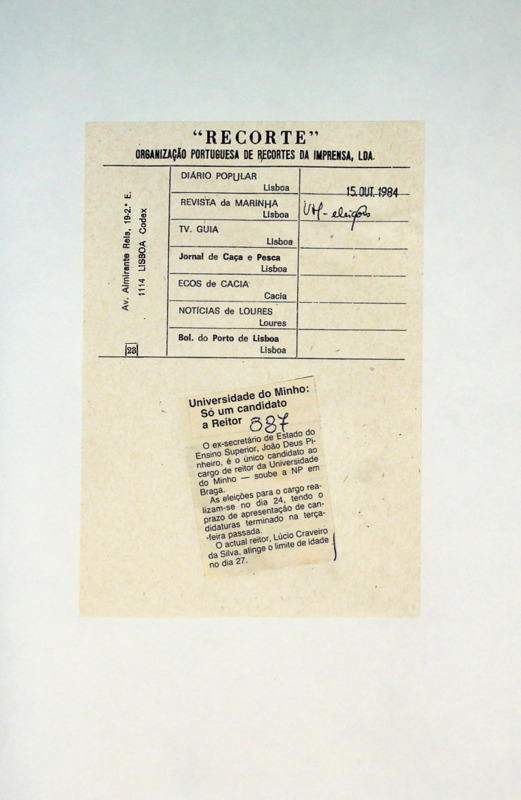 "RECORTE"
ORGANIZAÇÃO PORTUGUESA DE RECORTES DA IMPRENSA, LDA.
Av. Almirante Reis, 19-2.º E.
1114 LISBOA Codex
23
DIÁRIO POPULAR
Lisboa
15. OUT. 1984
REVISTA da MARINHA
Lisboa
UM - eleições
TV. GUIA
Lisboa
Jornal de Caça e Pesca
Lisboa
ECOS de CACIA
Cacia
NOTÍCIAS de LOURES
Loures
Bol. do Porto de Lisboa
Lisboa
Universidade do Minho:
Só um candidato
a Reitor 887
O ex-secretário de Estado do
Ensino Superior, João Deus Pi-
nheiro, é o único candidato ao
cargo de reitor da Universidade
do Minho — soube a NP em
Braga.
As eleições para o cargo rea-
lizam-se no dia 24, tendo o
prazo de apresentação de can-
didaturas terminado na terça-
-feira passada.
O actual reitor, Lúcio Craveiro
da Silva, atinge o limite de idade
no dia 27.